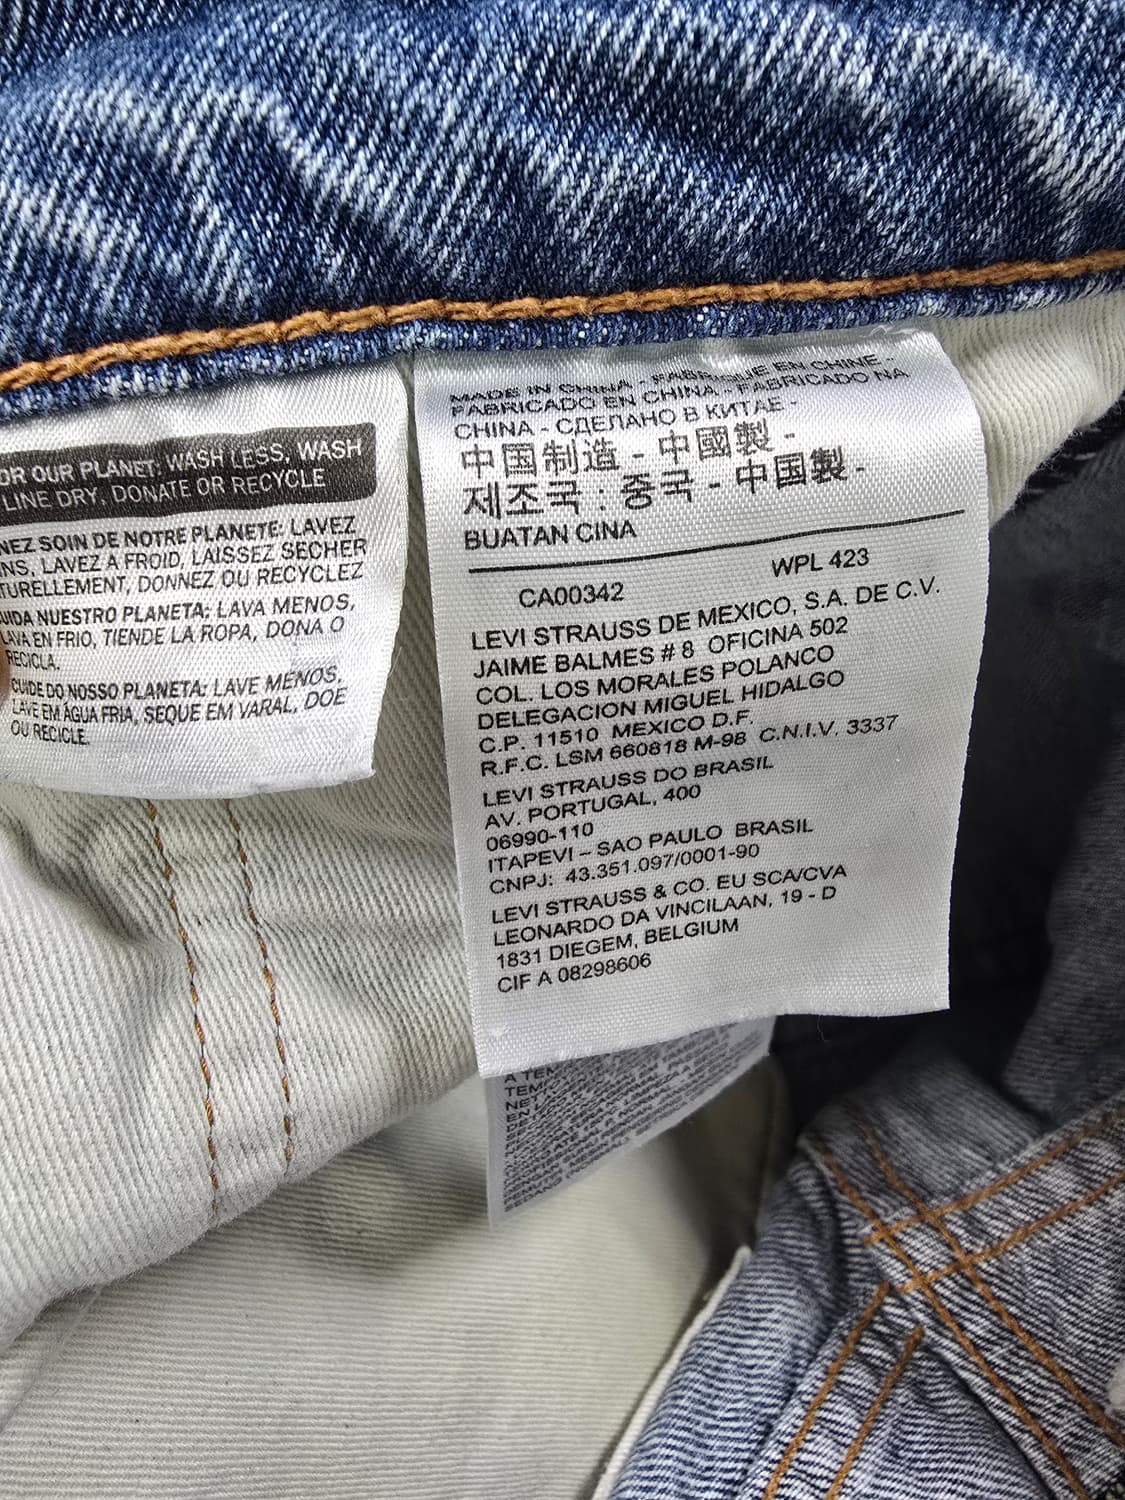 OR OUR PLANET: WASH LESS, WASH
LINE DRY, DONATE OR RECYCLE
NEZ SOIN DE NOTRE PLANETE: LAVEZ
NS, LAVEZ A FROID, LAISSEZ SECHER
TURELLEMENT, DONNEZ OU RECYCLEZ
UIDA NUESTRO PLANETA: LAVA MENOS,
LAVA EN FRIO, TIENDE LA ROPA, DONA O
RECICLA.
CUIDE DO NOSSO PLANETA: LAVE MENOS,
LAVE EM ÁGUA FRIA, SEQUE EM VARAL, DOE
OU RECICLE.
MADE IN CHINA - FABRIQUE EN CHINE -
FABRICADO EN CHINA - FABRICADO NA
CHINA - СДЕЛАНО В КИТАЕ -
中国制造 - 中國製 -
제조국 : 중국 - 中国製 -
BUATAN CINA
CA00342 WPL 423
LEVI STRAUSS DE MEXICO, S.A. DE C.V.
JAIME BALMES # 8 OFICINA 502
COL. LOS MORALES POLANCO
DELEGACION MIGUEL HIDALGO
C.P. 11510 MEXICO D.F.
R.F.C. LSM 660818 M-98 C.N.I.V. 3337
LEVI STRAUSS DO BRASIL
AV. PORTUGAL, 400
06990-110
ITAPEVI – SAO PAULO BRASIL
CNPJ: 43.351.097/0001-90
LEVI STRAUSS & CO. EU SCA/CVA
LEONARDO DA VINCILAAN, 19 - D
1831 DIEGEM, BELGIUM
CIF A 08298606